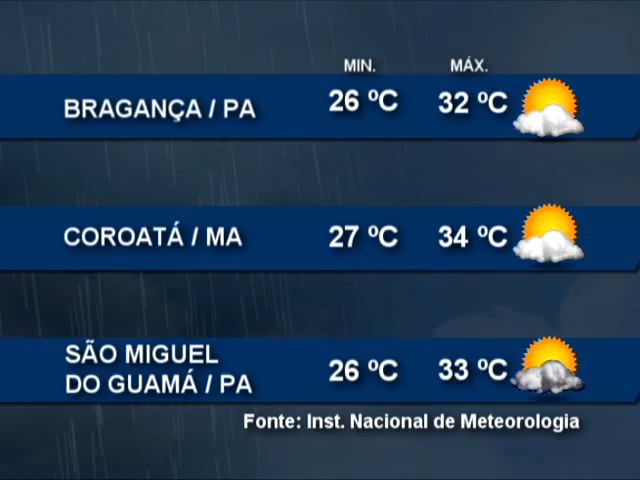 MIN. MÁX.
BRAGANÇA / PA 26 ºC 32 ºC
COROATÁ / MA 27 ºC 34 ºC
SÃO MIGUEL
DO GUAMÁ / PA 26 ºC 33 ºC
Fonte: Inst. Nacional de Meteorologia